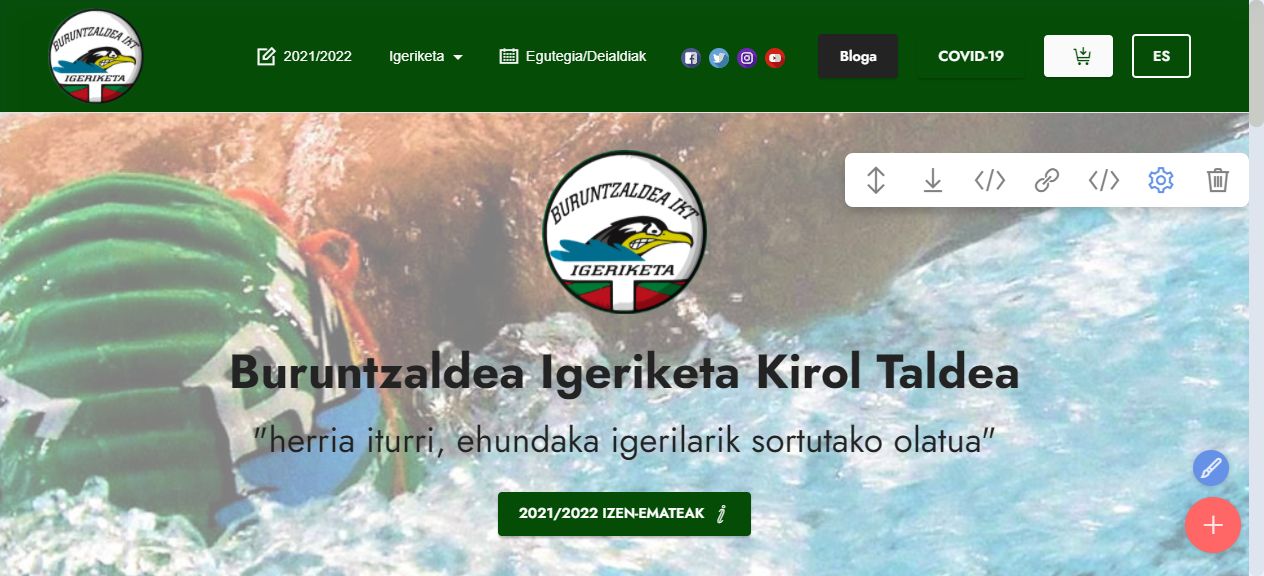 BURUNTZALDEA IKT
IGERIKETA
2021/2022
Igeriketa
Egutegia/Deialdiak
Bloga
COVID-19
ES
BURUNTZALDEA IKT
IGERIKETA
Buruntzaldea Igeriketa Kirol Taldea
"herria iturri, ehundaka igerilarik sortutako olatua"
2021/2022 IZEN-EMATEAK